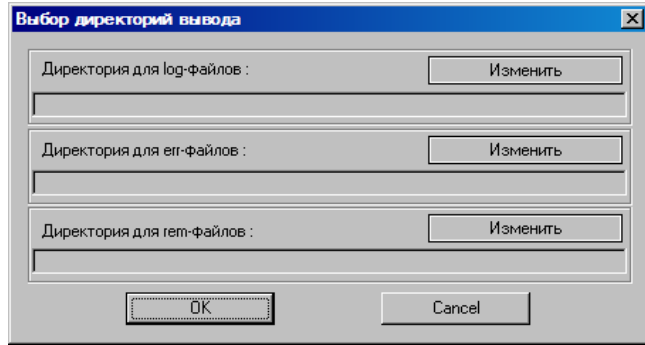 Выбор директорий вывода
Директория для log-файлов :
Изменить
Директория для err-файлов :
Изменить
Директория для rem-файлов :
Изменить
OK
Cancel